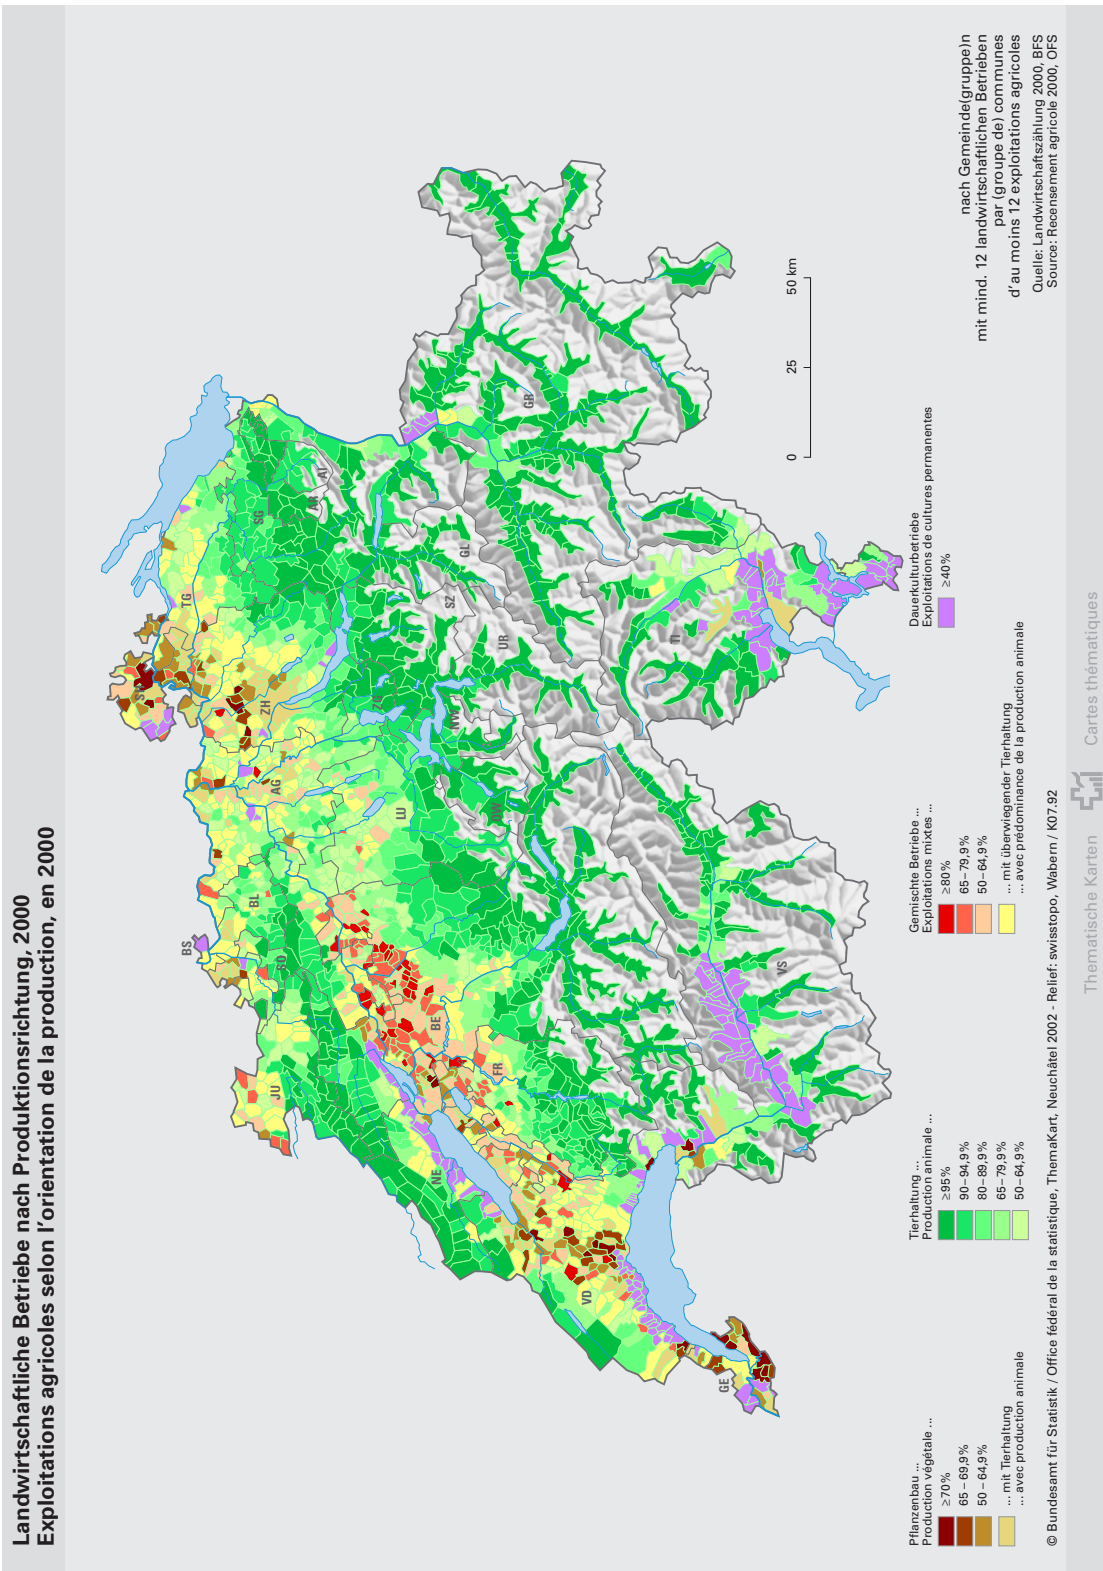 Landwirtschaftliche Betriebe nach Produktionsrichtung, 2000
Exploitations agricoles selon l'orientation de la production, en 2000
BS
SH
TG
JU
BL
AG
ZH
SG
AR
AI
SO
NE
BE
LU
ZG
SZ
GL
FR
OW
NW
UR
GR
VD
GE
VS
TI
0
25
50 km
nach Gemeinde(gruppe)n
mit mind. 12 landwirtschaftlichen Betrieben
par (groupe de) communes
d'au moins 12 exploitations agricoles
Quelle: Landwirtschaftszählung 2000, BFS
Source: Recensement agricole 2000, OFS
Pflanzenbau ...
Production végétale ...
≥70%
65 – 69,9%
50 – 64,9%
... mit Tierhaltung
... avec production animale
Tierhaltung ...
Production animale ...
≥95%
90–94,9%
80–89,9%
65–79,9%
50–64,9%
Gemischte Betriebe ...
Exploitations mixtes ...
≥80%
65–79,9%
50–64,9%
... mit überwiegender Tierhaltung
... avec prédominance de la production animale
Dauerkulturbetriebe
Exploitations de cultures permanentes
≥40%
© Bundesamt für Statistik / Office fédéral de la statistique, ThemaKart, Neuchâtel 2002 - Relief: swisstopo, Wabern / K07.92
Thematische Karten
Cartes thématiques